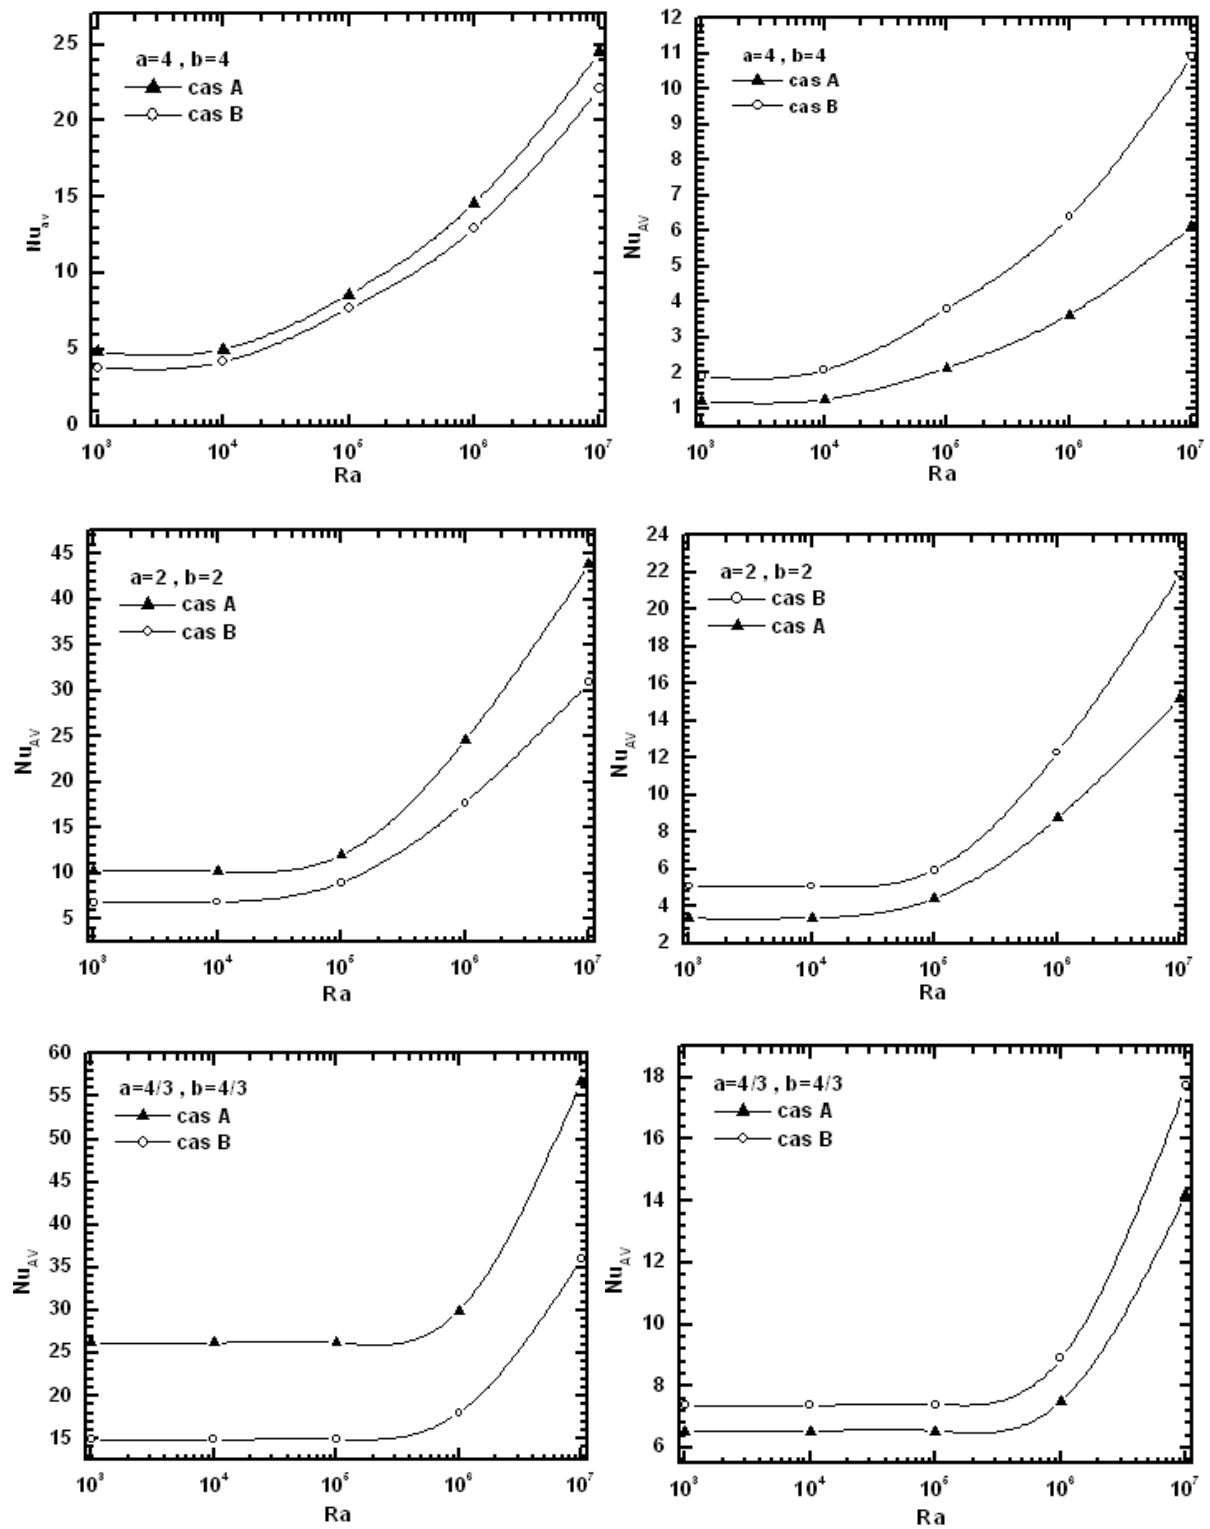 25
20
15
10
5
0
Nu_av
a=4 , b=4
cas A
cas B
10³ 10⁴ 10⁵ 10⁶ 10⁷
Ra
12
11
10
9
8
7
6
5
4
3
2
1
Nu_AV
a=4 , b=4
cas A
cas B
10³ 10⁴ 10⁵ 10⁶ 10⁷
Ra
45
40
35
30
25
20
15
10
5
Nu_AV
a=2 , b=2
cas A
cas B
10³ 10⁴ 10⁵ 10⁶ 10⁷
Ra
24
22
20
18
16
14
12
10
8
6
4
2
Nu_AV
a=2 , b=2
cas B
cas A
10³ 10⁴ 10⁵ 10⁶ 10⁷
Ra
60
55
50
45
40
35
30
25
20
15
Nu_AV
a=4/3 , b=4/3
cas A
cas B
10³ 10⁴ 10⁵ 10⁶ 10⁷
Ra
18
16
14
12
10
8
6
Nu_AV
a=4/3 , b=4/3
cas A
cas B
10³ 10⁴ 10⁵ 10⁶ 10⁷
Ra